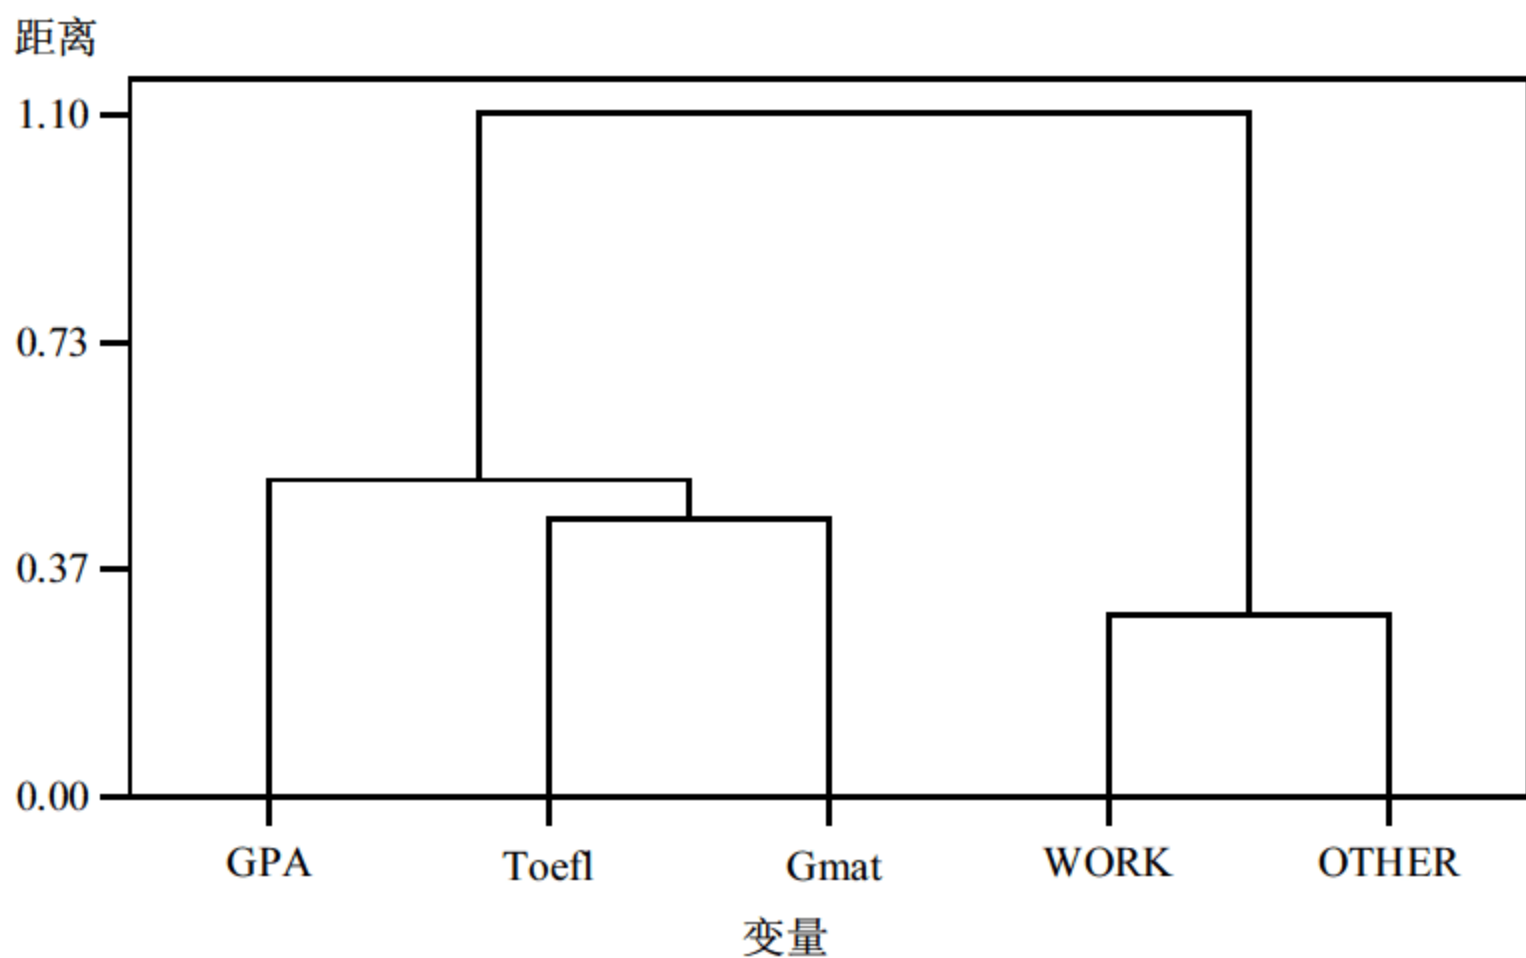 距离
1.10
0.73
0.37
0.00
GPA Toefl Gmat WORK OTHER
变量